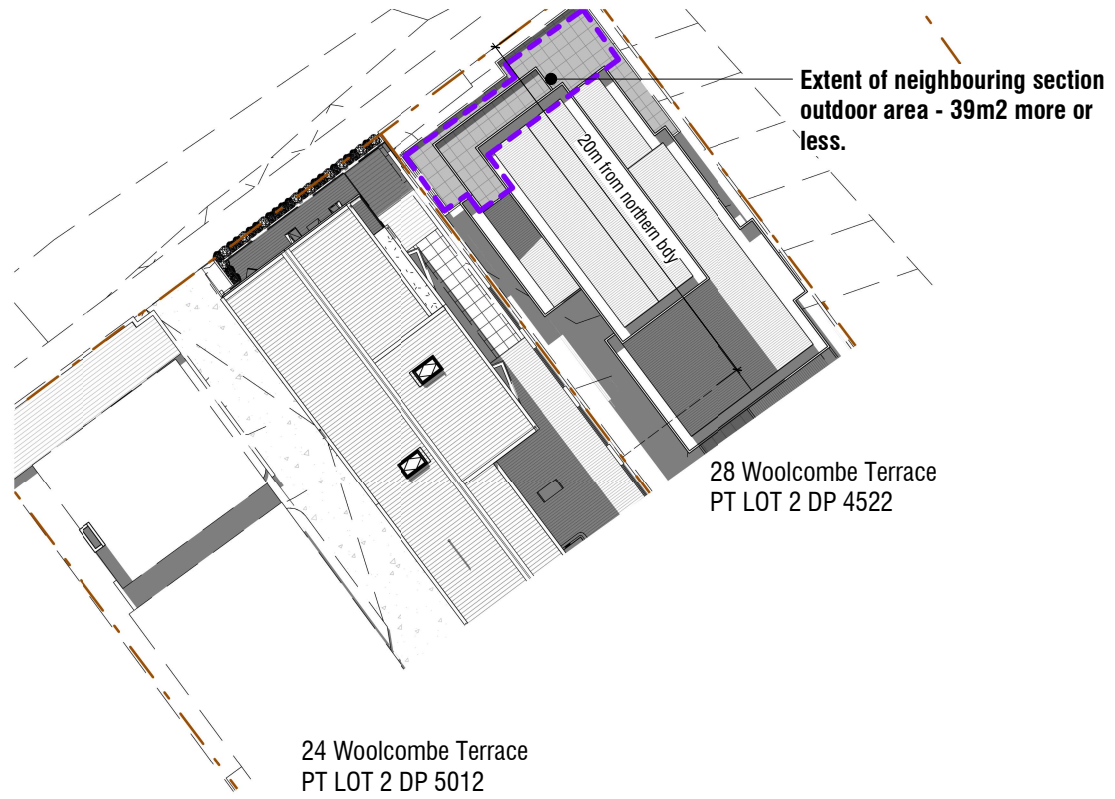 Extent of neighbouring section
outdoor area - 39m2 more or
less.
20m from northern bdy
28 Woolcombe Terrace
PT LOT 2 DP 4522
24 Woolcombe Terrace
PT LOT 2 DP 5012